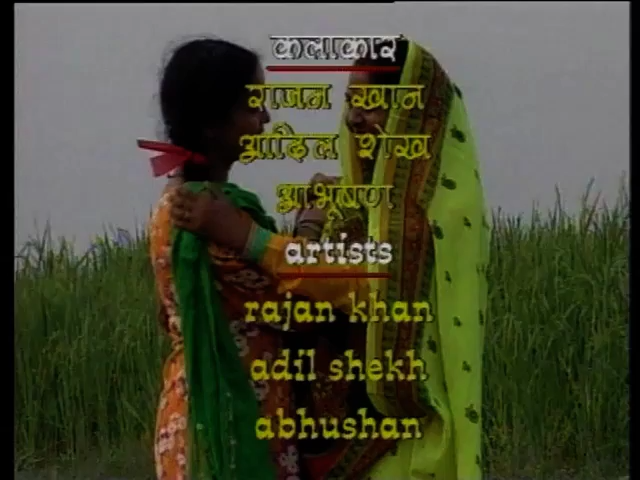 कलाकार
राजन खान
आदिल शेख
आभूषण
artists
rajan khan
adil shekh
abhushan